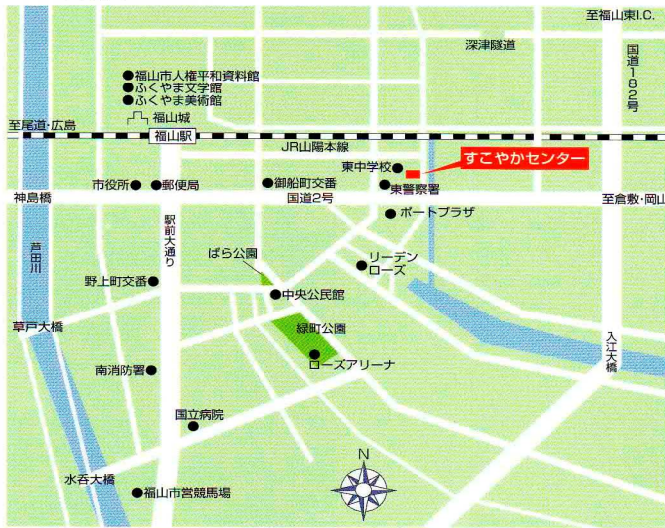 至福山東I.C.
深津隧道
国道182号
福山市人権平和資料館
ふくやま文学館
ふくやま美術館
福山城
至尾道・広島
福山駅
JR山陽本線
東中学校
すこやかセンター
市役所
郵便局
御船町交番
東警察署
神島橋
国道2号
至倉敷・岡山
ポートプラザ
駅前大通り
芦田川
ばら公園
リーデン
ローズ
野上町交番
中央公民館
草戸大橋
緑町公園
入江大橋
南消防署
ローズアリーナ
国立病院
水呑大橋
N
福山市営競馬場